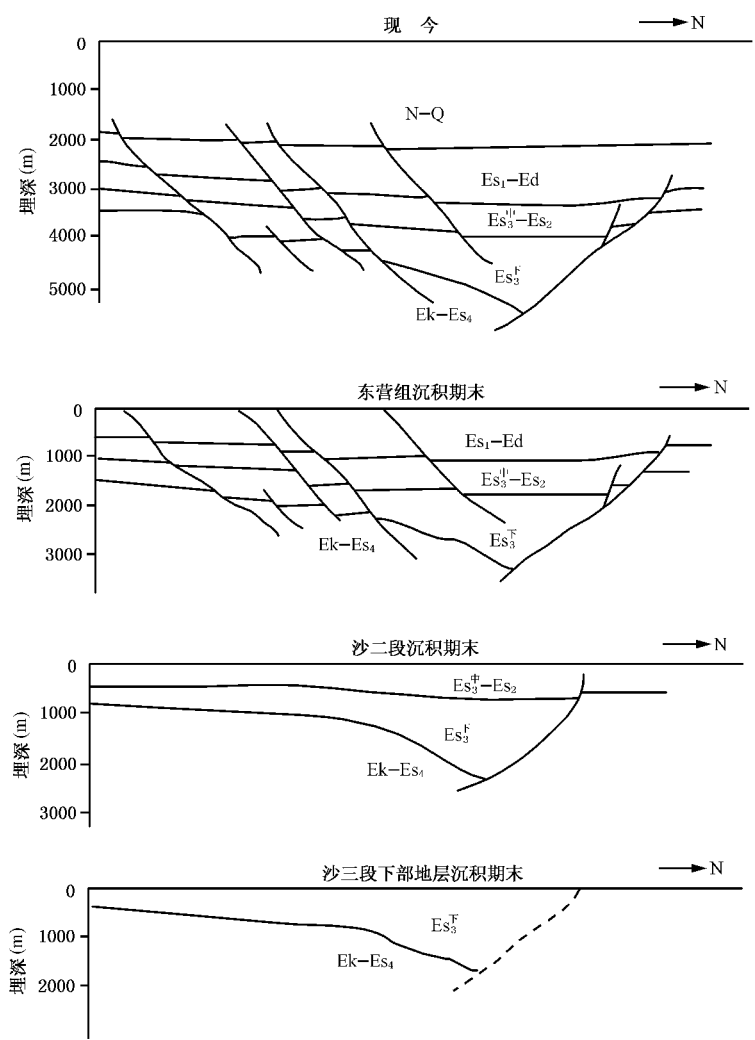 现 今
N
0
1000
2000
3000
4000
5000
埋深(m)
N−Q
Es₁−Ed
Es₃中−Es₂
Es₃下
Ek−Es₄
东营组沉积期末
N
0
1000
2000
3000
埋深(m)
Es₁−Ed
Es₃中−Es₂
Es₃下
Ek−Es₄
沙二段沉积期末
N
0
1000
2000
3000
埋深(m)
Es₃中−Es₂
Es₃下
Ek−Es₄
沙三段下部地层沉积期末
N
0
1000
2000
埋深(m)
Es₃下
Ek−Es₄